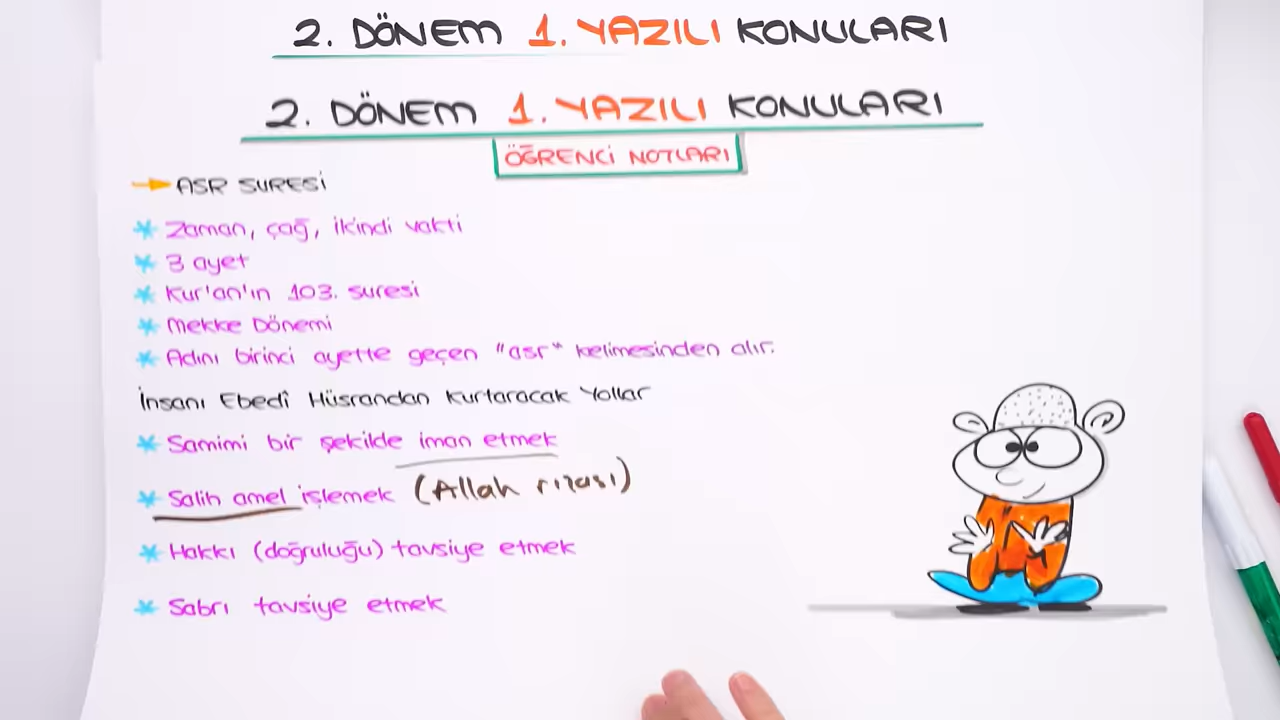 2. DÖNEM 1. YAZILI KONULARI
2. DÖNEM 1. YAZILI KONULARI
ÖĞRENCİ NOTLARI
ASR SURESİ
Zaman, çağ, ikindi vakti
3 ayet
Kur'an'ın 103. suresi
Mekke Dönemi
Adını birinci ayette geçen "asr" kelimesinden alır.
İnsanı Ebedî Hüsrandan Kurtaracak Yollar
Samimi bir şekilde iman etmek
Salih amel işlemek (Allah rızası)
Hakkı (doğruluğu) tavsiye etmek
Sabrı tavsiye etmek